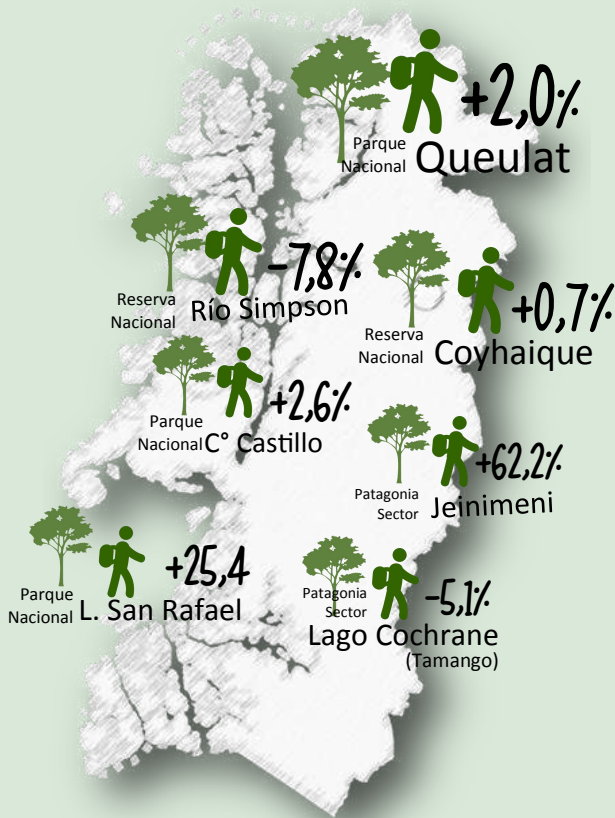 +2,0%
Parque
Nacional Queulat
-7,8%
Reserva
Nacional Río Simpson
+0,7%
Reserva
Nacional Coyhaique
+2,6%
Parque
Nacional C° Castillo
+62,2%
Patagonia
Sector Jeinimeni
+25,4
Parque
Nacional L. San Rafael
-5,1%
Patagonia
Sector
Lago Cochrane
(Tamango)